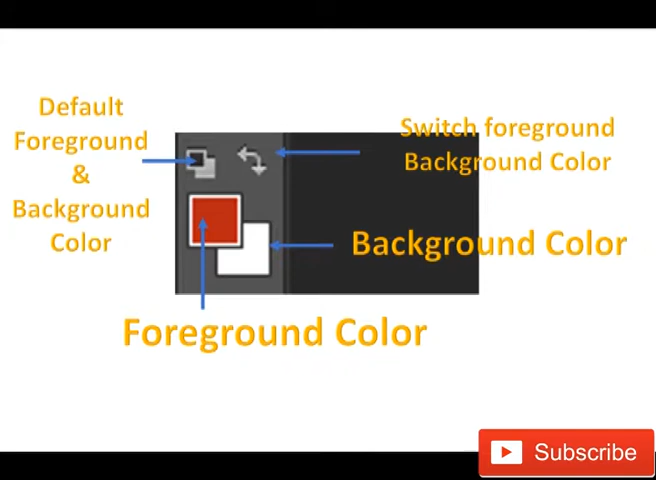 Default
Foreground
&
Background
Color
Switch foreground
Background Color
Background Color
Foreground Color
Subscribe